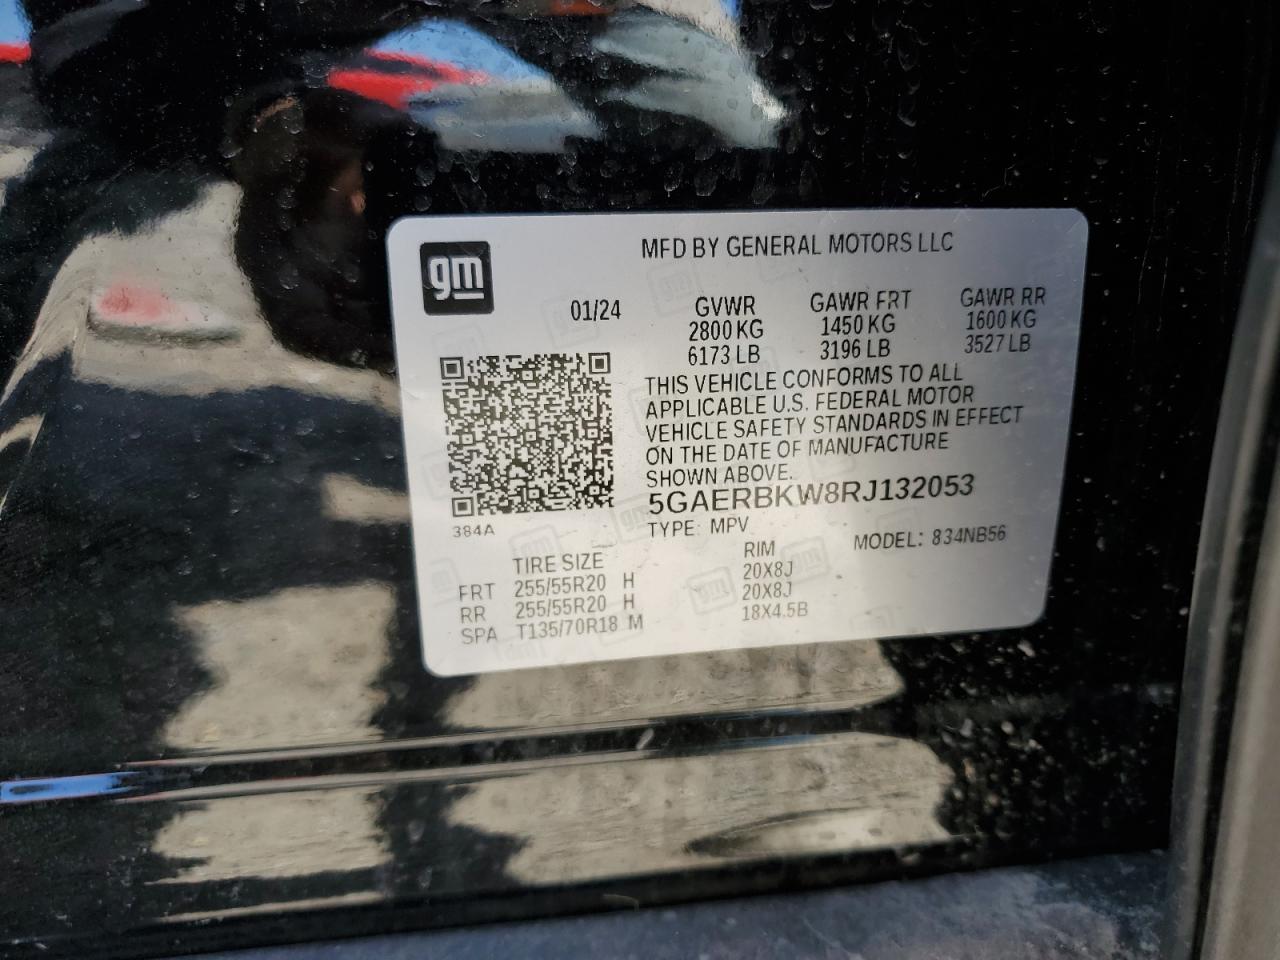 gm
MFD BY GENERAL MOTORS LLC
01/24 GVWR GAWR FRT GAWR RR
2800 KG 1450 KG 1600 KG
6173 LB 3196 LB 3527 LB
THIS VEHICLE CONFORMS TO ALL
APPLICABLE U.S. FEDERAL MOTOR
VEHICLE SAFETY STANDARDS IN EFFECT
ON THE DATE OF MANUFACTURE
SHOWN ABOVE.
5GAERBKW8RJ132053
384A
TYPE: MPV MODEL: 834NB56
TIRE SIZE RIM
FRT 255/55R20 H 20X8J
RR 255/55R20 H 20X8J
SPA T135/70R18 M 18X4.5B